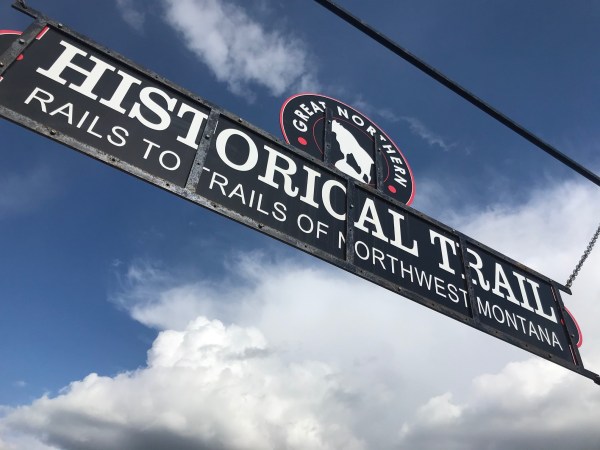 GREAT NORTHERN
HISTORICAL TRAIL
RAILS TO TRAILS OF NORTHWEST MONTANA